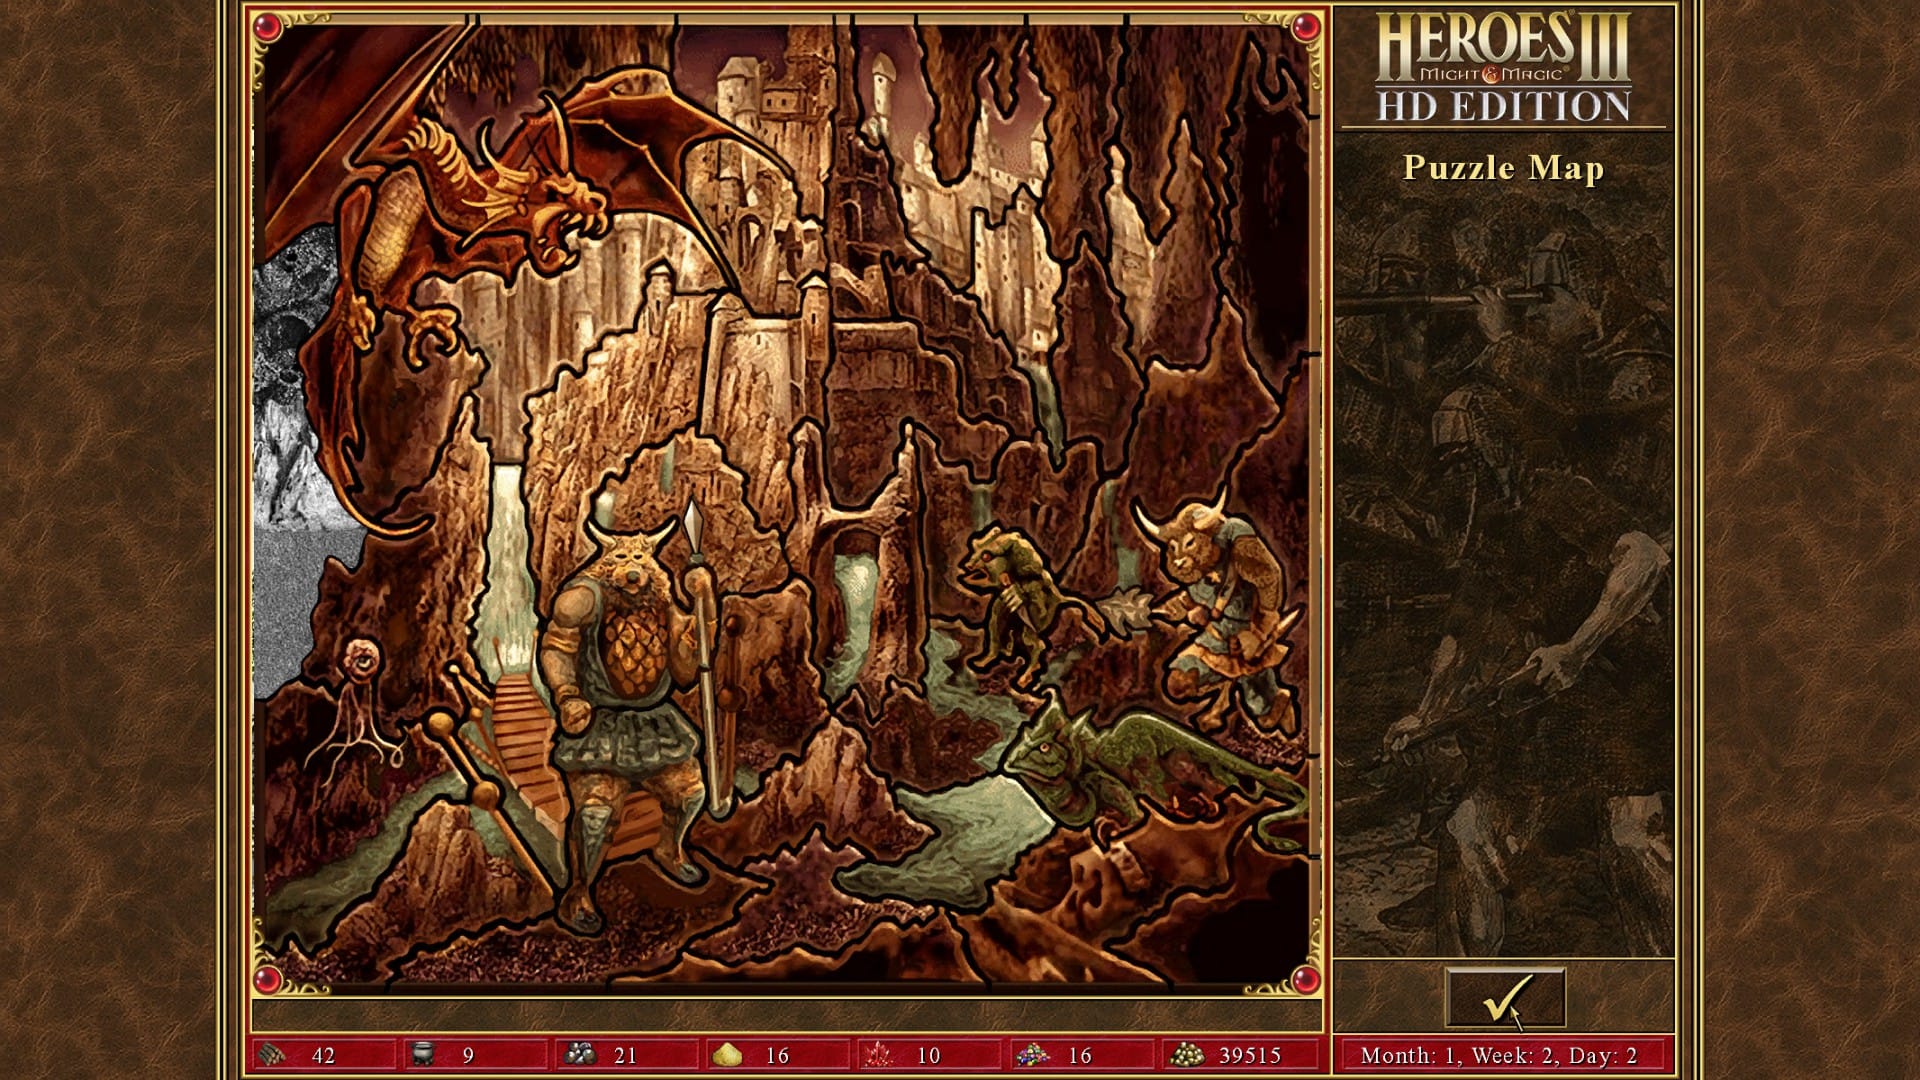 HEROES III
MIGHT & MAGIC
HD EDITION
Puzzle Map
42 9 21 16 10 16 39515
Month: 1, Week: 2, Day: 2